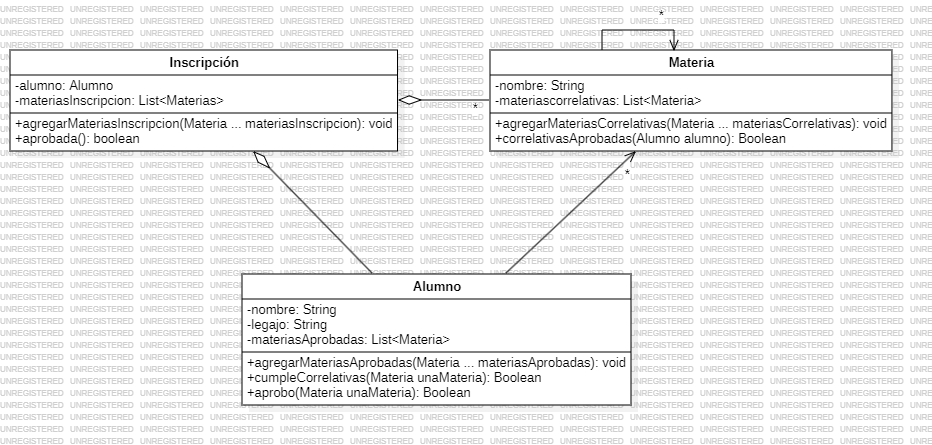 *
Inscripción
-alumno: Alumno
-materiasInscripcion: List<Materias>
+agregarMateriasInscripcion(Materia ... materiasInscripcion): void
+aprobada(): boolean
*
Materia
-nombre: String
-materiascorrelativas: List<Materia>
+agregarMateriasCorrelativas(Materia ... materiasCorrelativas): void
+correlativasAprobadas(Alumno alumno): Boolean
*
Alumno
-nombre: String
-legajo: String
-materiasAprobadas: List<Materia>
+agregarMateriasAprobadas(Materia ... materiasAprobadas): void
+cumpleCorrelativas(Materia unaMateria): Boolean
+aprobo(Materia unaMateria): Boolean
UNREGISTERED